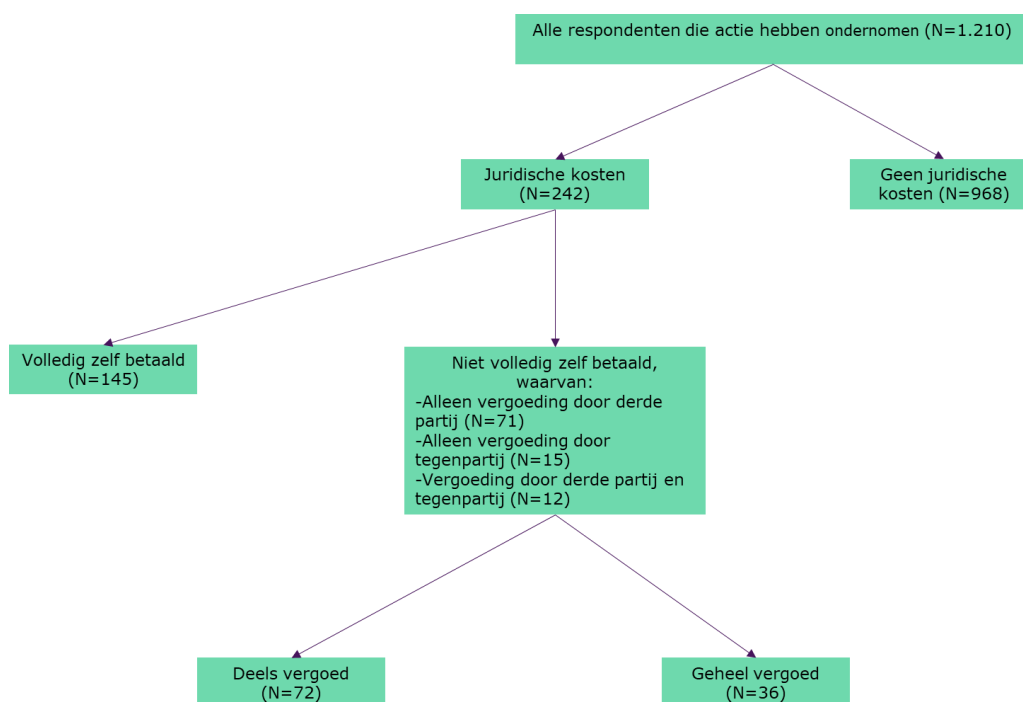 Alle respondenten die actie hebben ondernomen (N=1.210)
Juridische kosten
(N=242)
Geen juridische
kosten (N=968)
Volledig zelf betaald
(N=145)
Niet volledig zelf betaald,
waarvan:
-Alleen vergoeding door derde
partij (N=71)
-Alleen vergoeding door
tegenpartij (N=15)
-Vergoeding door derde partij en
tegenpartij (N=12)
Deels vergoed
(N=72)
Geheel vergoed
(N=36)